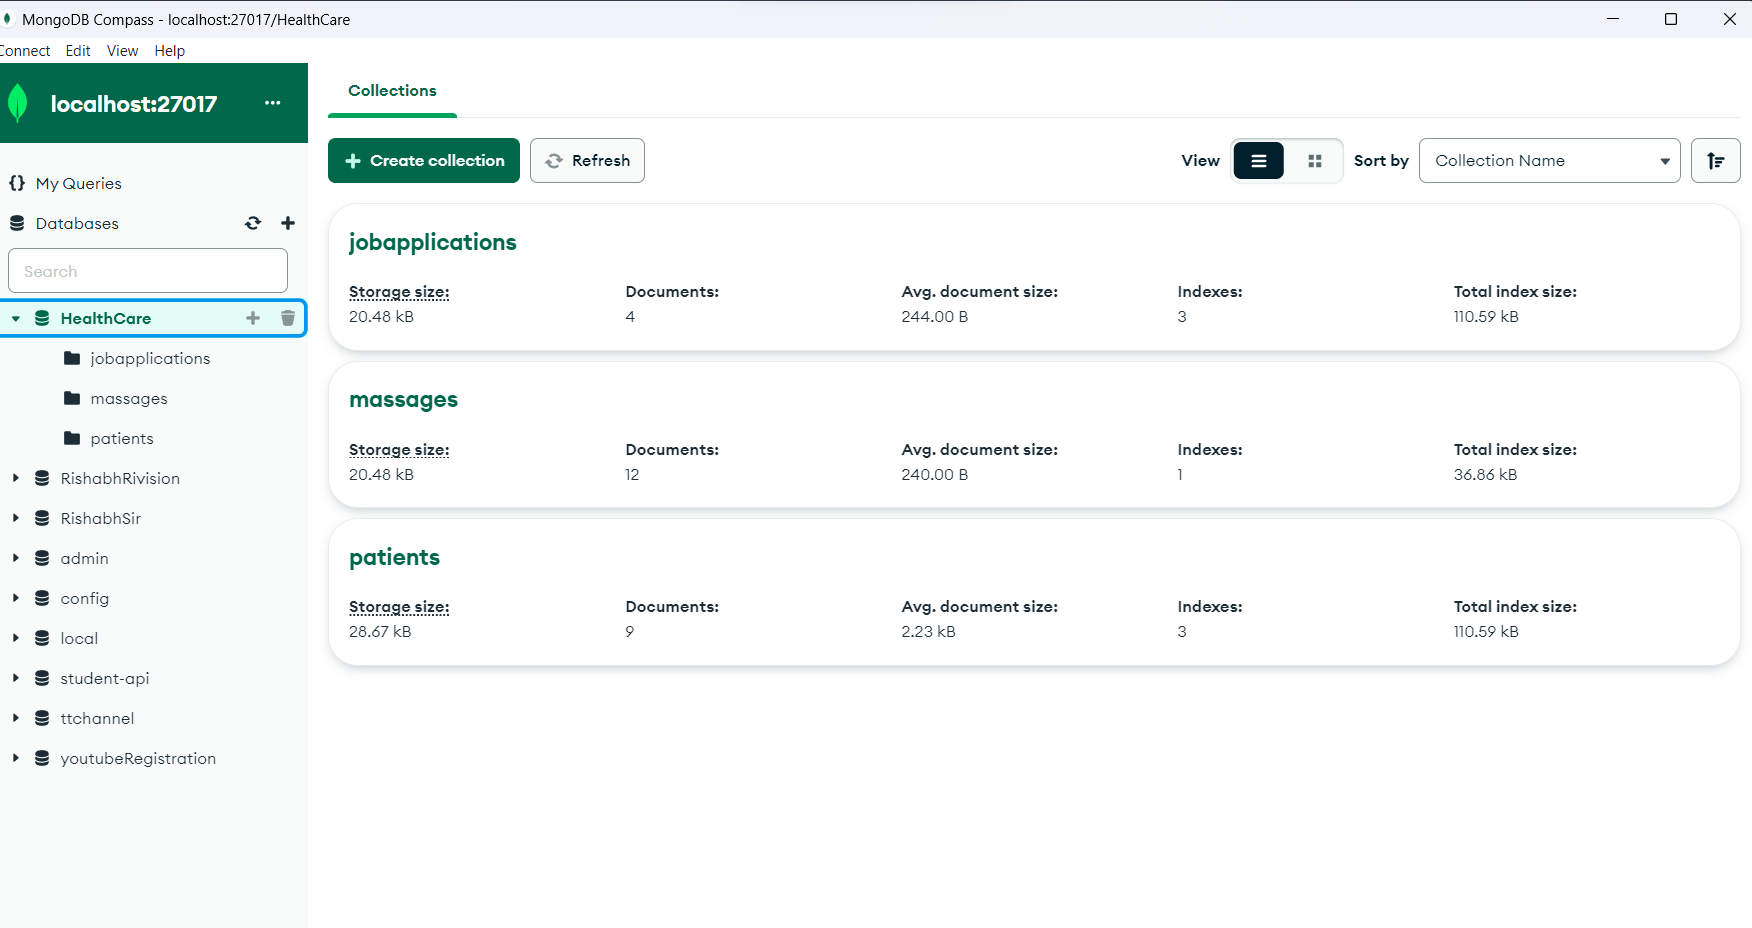 MongoDB Compass - localhost:27017/HealthCare
Connect Edit View Help
localhost:27017 ...
{} My Queries
Databases
Search
HealthCare
jobapplications
massages
patients
RishabhRivision
RishabhSir
admin
config
local
student-api
ttchannel
youtubeRegistration
Collections
+ Create collection Refresh View Sort by Collection Name
jobapplications
Storage size: Documents: Avg. document size: Indexes: Total index size:
20.48 kB 4 244.00 B 3 110.59 kB
massages
Storage size: Documents: Avg. document size: Indexes: Total index size:
20.48 kB 12 240.00 B 1 36.86 kB
patients
Storage size: Documents: Avg. document size: Indexes: Total index size:
28.67 kB 9 2.23 kB 3 110.59 kB